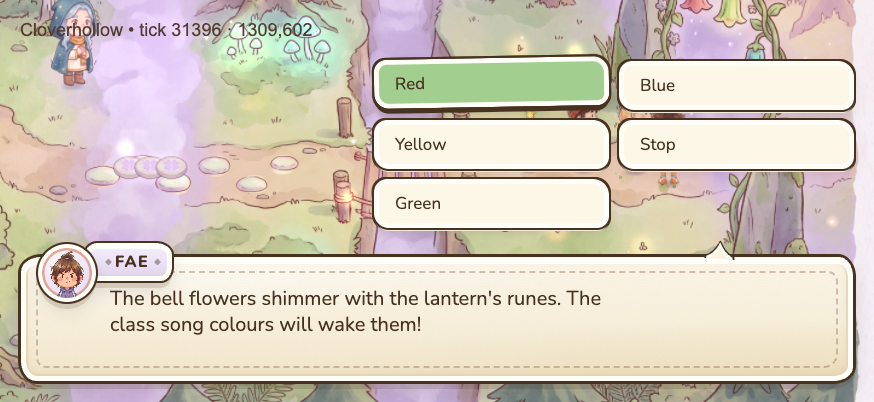 Cloverhollow • tick 31396 · 1309,602
Red
Blue
Yellow
Stop
Green
FAE
The bell flowers shimmer with the lantern's runes. The
class song colours will wake them!